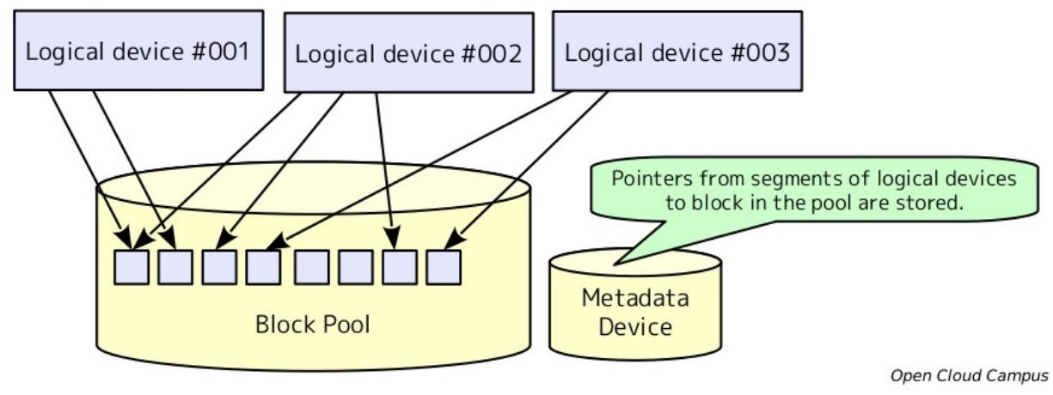 Logical device #001
Logical device #002
Logical device #003
Pointers from segments of logical devices
to block in the pool are stored.
Block Pool
Metadata
Device
Open Cloud Campus